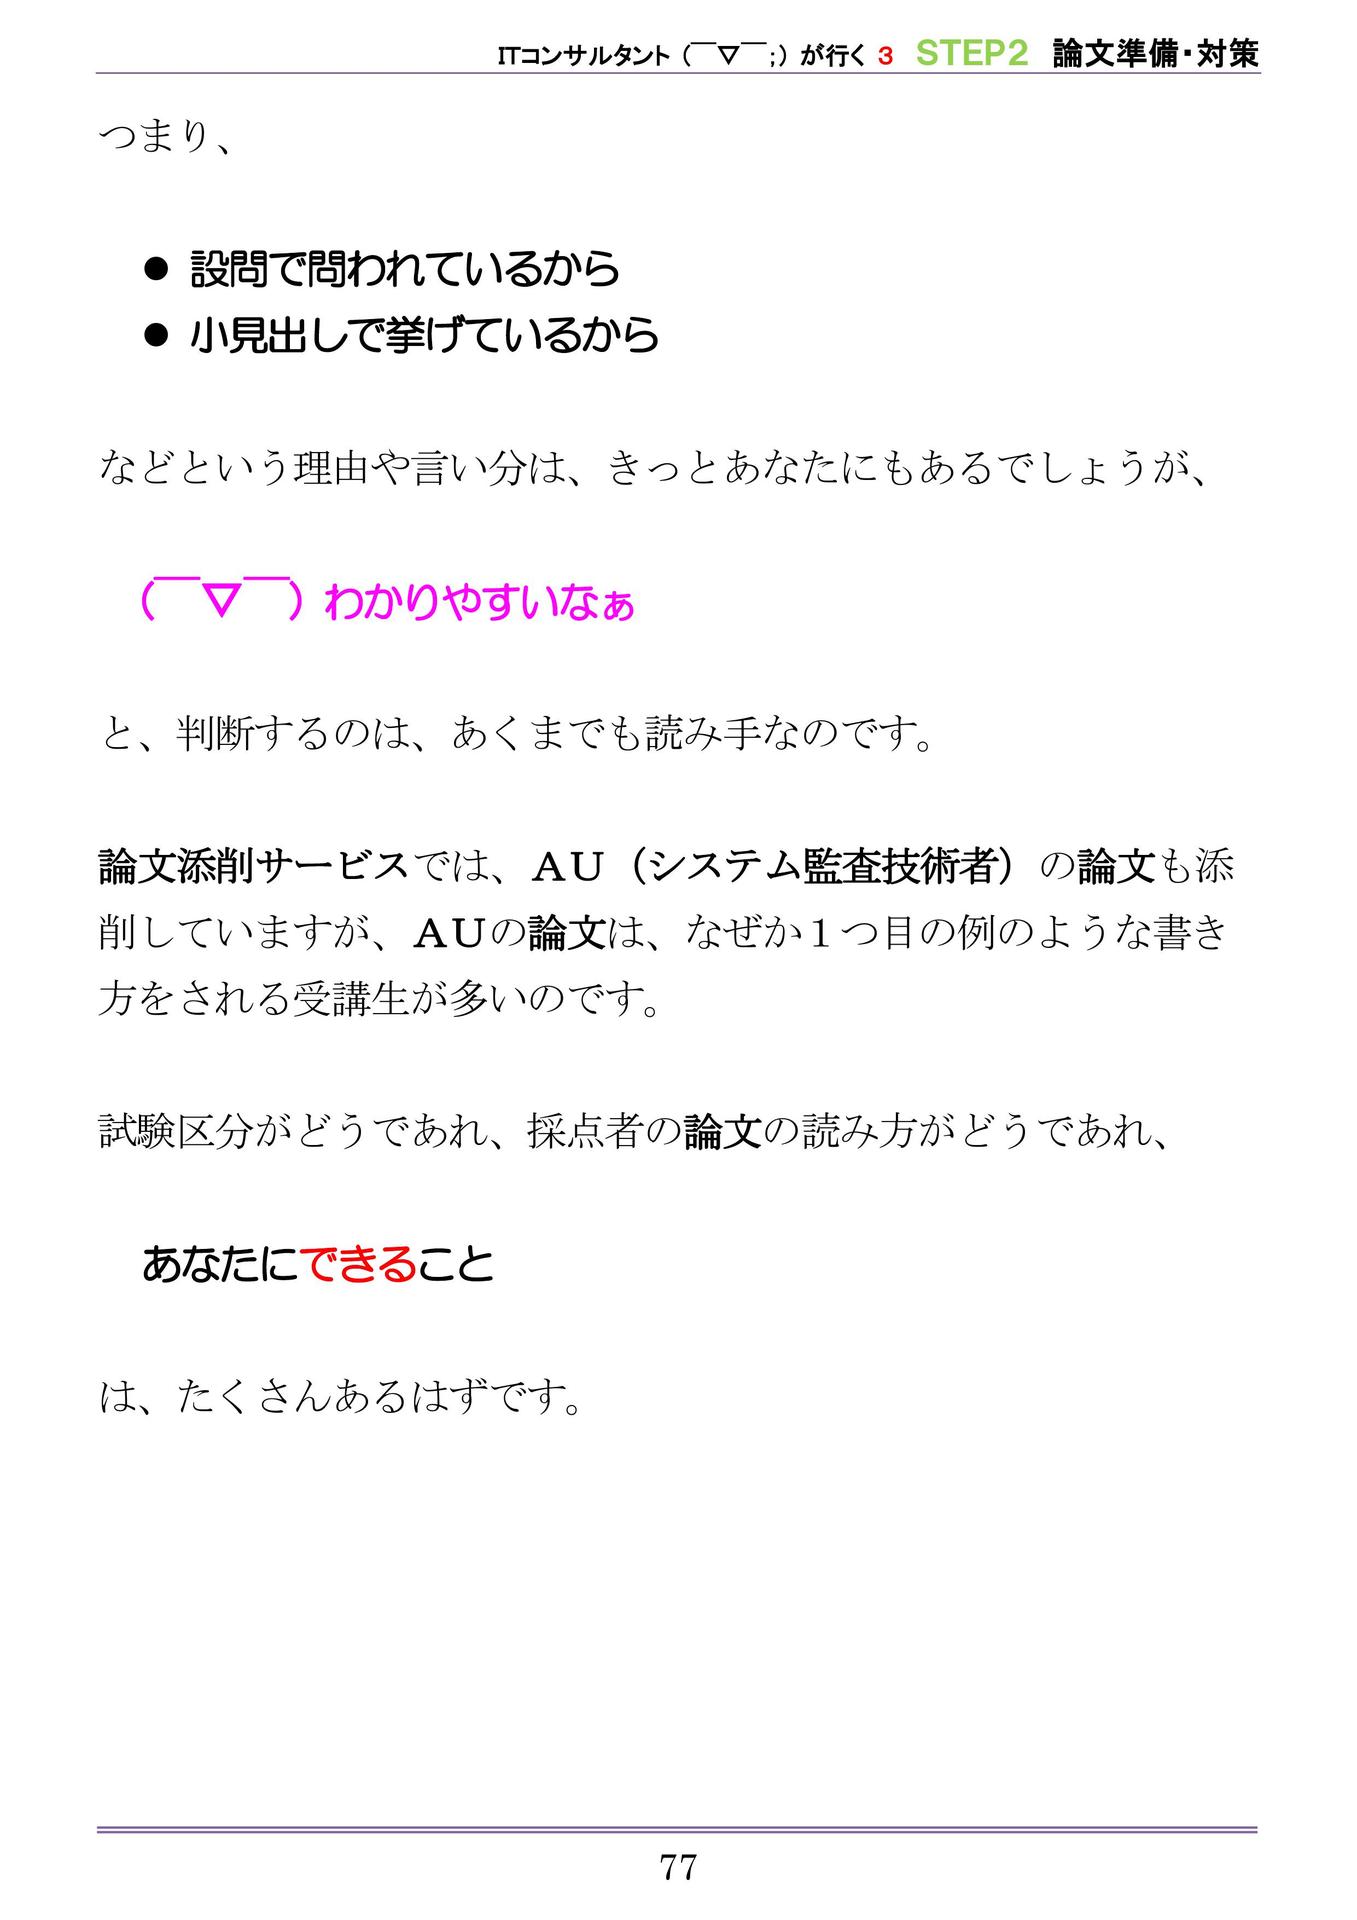 ITコンサルタント（￣▽￣；）が行く 3 STEP2 論文準備・対策
つまり、
● 設問で問われているから
● 小見出しで挙げているから
などという理由や言い分は、きっとあなたにもあるでしょうが、
（￣▽￣）わかりやすいなぁ
と、判断するのは、あくまでも読み手なのです。
論文添削サービスでは、ＡＵ（システム監査技術者）の論文も添
削していますが、ＡＵの論文は、なぜか１つ目の例のような書き
方をされる受講生が多いのです。
試験区分がどうであれ、採点者の論文の読み方がどうであれ、
あなたにできること
は、たくさんあるはずです。
77